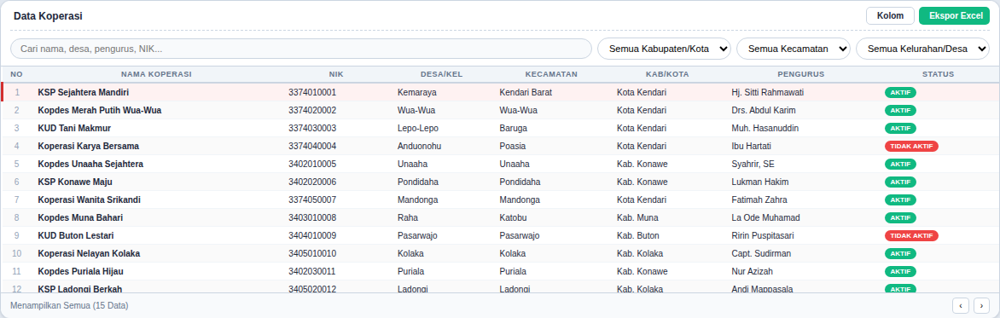 Data Koperasi Kolom Ekspor Excel
Cari nama, desa, pengurus, NIK... Semua Kabupaten/Kota Semua Kecamatan Semua Kelurahan/Desa
NO NAMA KOPERASI NIK DESA/KEL KECAMATAN KAB/KOTA PENGURUS STATUS
1 KSP Sejahtera Mandiri 3374010001 Kemaraya Kendari Barat Kota Kendari Hj. Sitti Rahmawati AKTIF
2 Kopdes Merah Putih Wua-Wua 3374020002 Wua-Wua Wua-Wua Kota Kendari Drs. Abdul Karim AKTIF
3 KUD Tani Makmur 3374030003 Lepo-Lepo Baruga Kota Kendari Muh. Hasanuddin AKTIF
4 Koperasi Karya Bersama 3374040004 Anduonohu Poasia Kota Kendari Ibu Hartati TIDAK AKTIF
5 Kopdes Unaaha Sejahtera 3402010005 Unaaha Unaaha Kab. Konawe Syahrir, SE AKTIF
6 KSP Konawe Maju 3402020006 Pondidaha Pondidaha Kab. Konawe Lukman Hakim AKTIF
7 Koperasi Wanita Srikandi 3374050007 Mandonga Mandonga Kota Kendari Fatimah Zahra AKTIF
8 Kopdes Muna Bahari 3403010008 Raha Katobu Kab. Muna La Ode Muhamad AKTIF
9 KUD Buton Lestari 3404010009 Pasarwajo Pasarwajo Kab. Buton Ririn Puspitasari TIDAK AKTIF
10 Koperasi Nelayan Kolaka 3405010010 Kolaka Kolaka Kab. Kolaka Capt. Sudirman AKTIF
11 Kopdes Puriala Hijau 3402030011 Puriala Puriala Kab. Konawe Nur Azizah AKTIF
12 KSP Ladongi Berkah 3405020012 Ladongi Ladongi Kab. Kolaka Andi Mappasala AKTIF
Menampilkan Semua (15 Data) ‹ ›